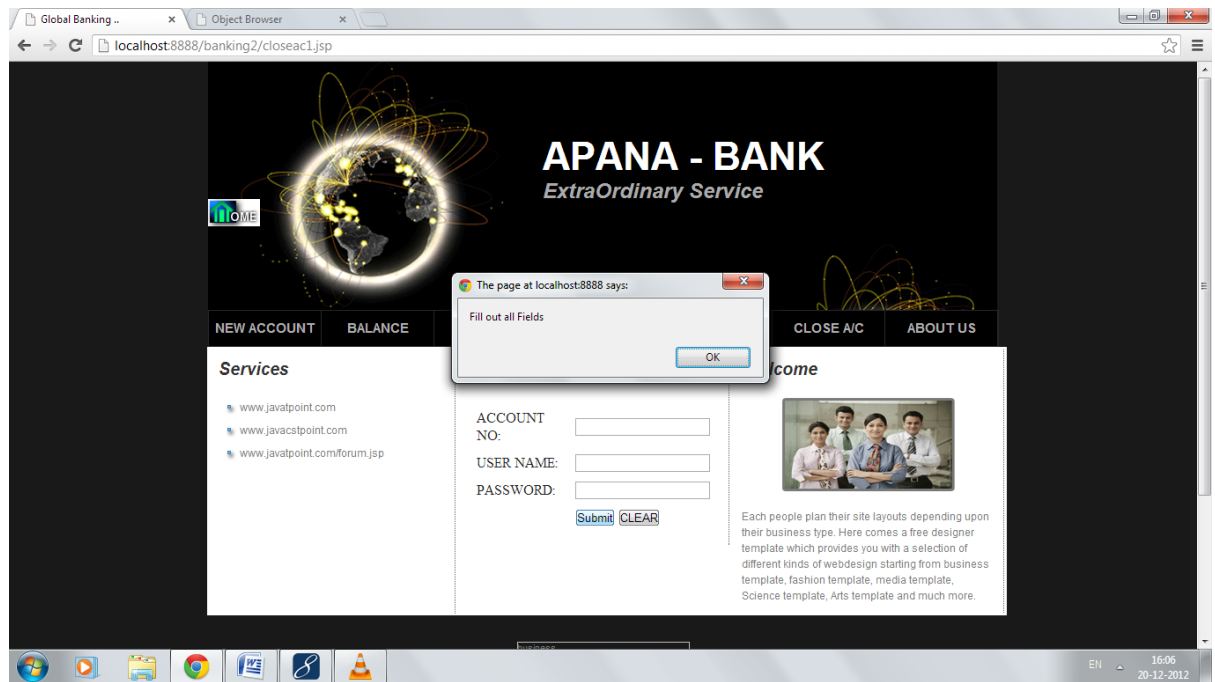 Global Banking ..
Object Browser
localhost:8888/banking2/closeac1.jsp
APANA - BANK
ExtraOrdinary Service
HOME
The page at localhost:8888 says:
Fill out all Fields
OK
NEW ACCOUNT BALANCE CLOSE A/C ABOUT US
Services
www.javatpoint.com
www.javacstpoint.com
www.javatpoint.com/forum.jsp
ACCOUNT
NO:
USER NAME:
PASSWORD:
Submit CLEAR
Each people plan their site layouts depending upon
their business type. Here comes a free designer
template which provides you with a selection of
different kinds of webdesign starting from business
template, fashion template, media template,
Science template, Arts template and much more.
EN
16:06
20-12-2012